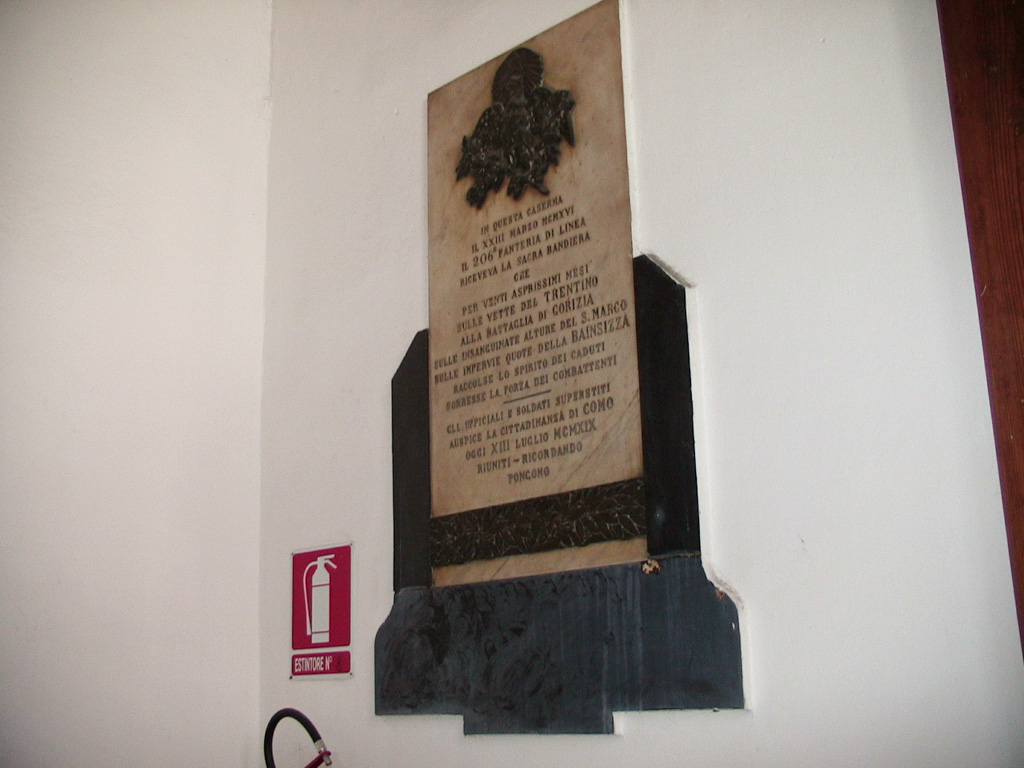 IN QUESTA CASERMA
IL XXIII MARZO MCMXVI
IL 206° FANTERIA DI LINEA
RICEVEVA LA SACRA BANDIERA
CHE
PER VENTI ASPRISSIMI MESI
SULLE VETTE DEL TRENTINO
ALLA BATTAGLIA DI GORIZIA
SULLE INSANGUINATE ALTURE DEL S. MARCO
SULLE IMPERVIE QUOTE DELLA BAINSIZZA
RACCOLSE LO SPIRITO DEI CADUTI
SORRESSE LA FORZA DEI COMBATTENTI
GLI UFFICIALI E SOLDATI SUPERSTITI
AUSPICE LA CITTADINANZA DI COMO
OGGI XIII LUGLIO MCMXIX
RIUNITI - RICORDANDO
PONGONO
ESTINTORE N°